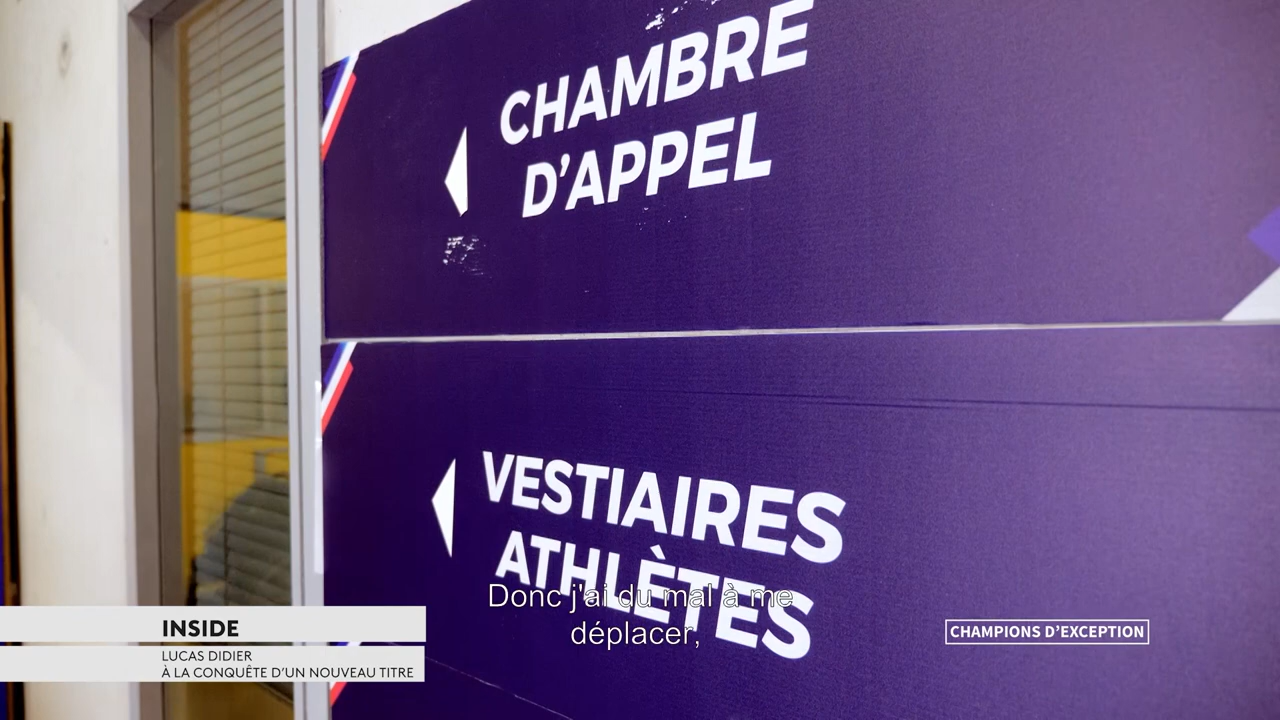 CHAMBRE
D'APPEL
VESTIAIRES
ATHLÈTES
Donc j'ai du mal à me
déplacer,
INSIDE
LUCAS DIDIER
À LA CONQUÊTE D'UN NOUVEAU TITRE
CHAMPIONS D'EXCEPTION